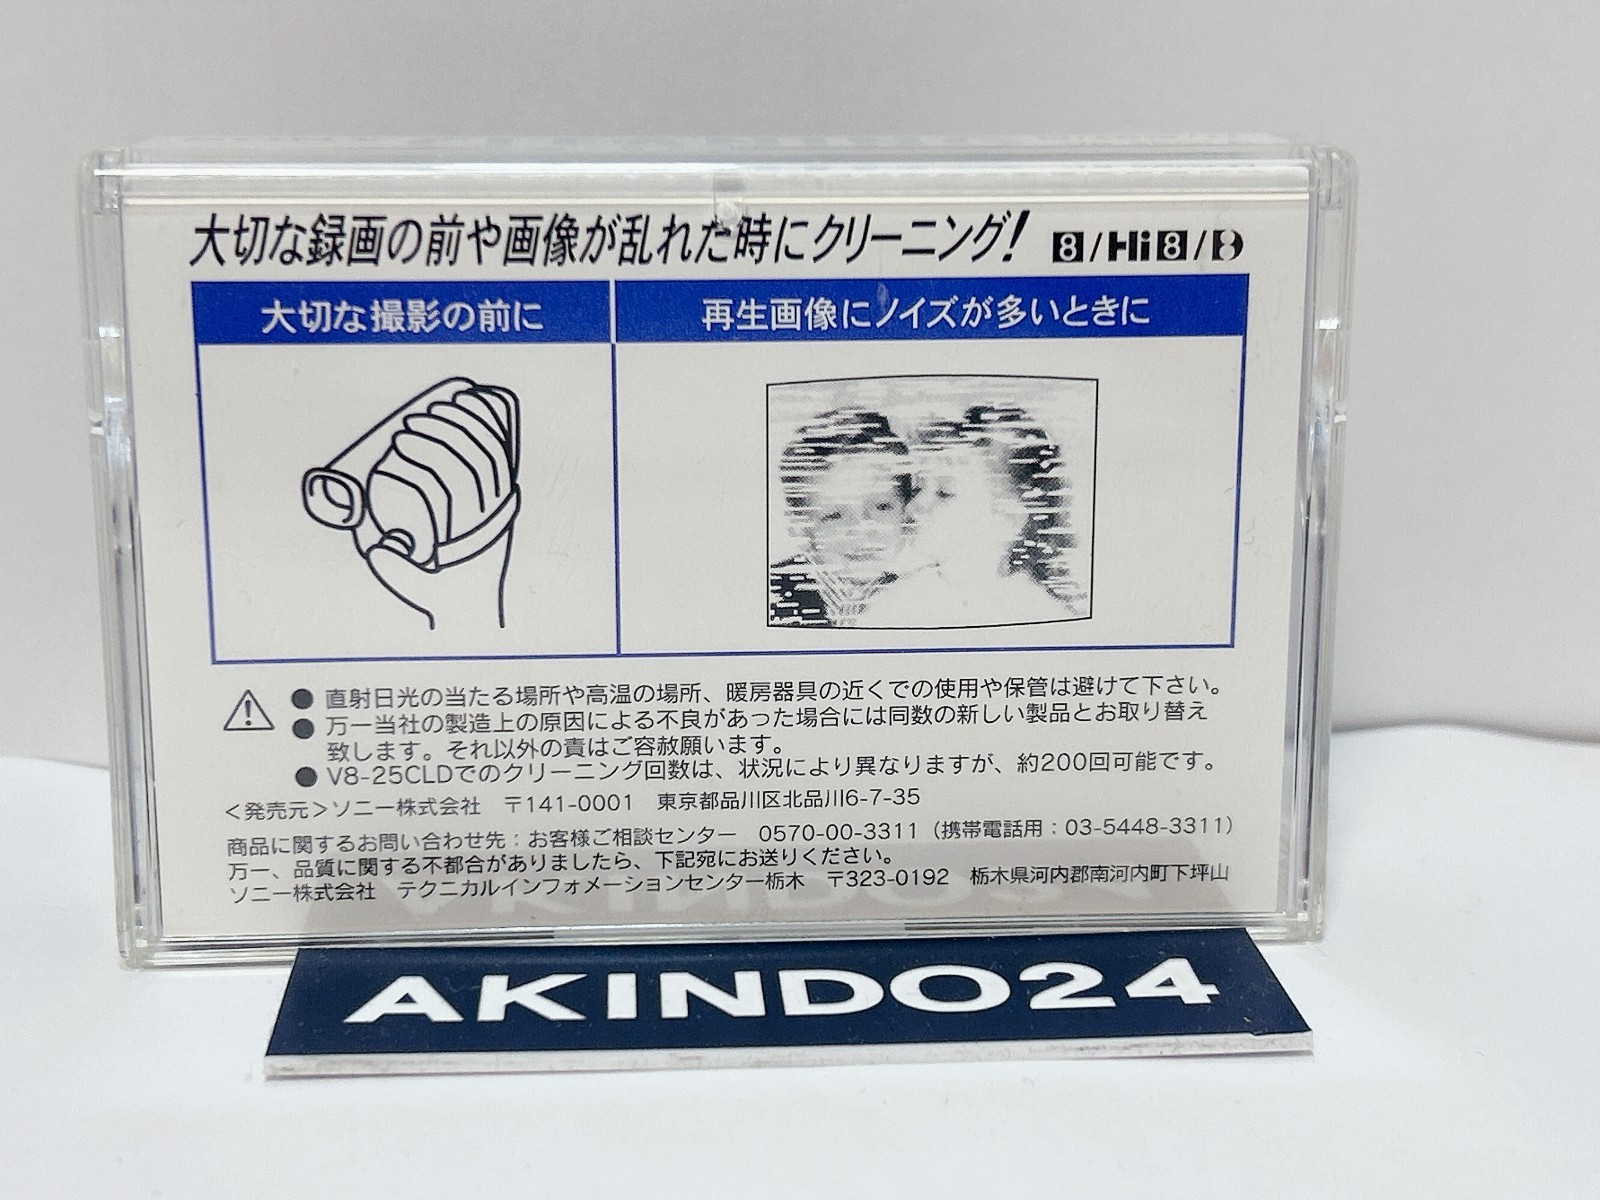 大切な録画の前や画像が乱れた時にクリーニング! 8/Hi8/
大切な撮影の前に
再生画像にノイズが多いときに
●直射日光の当たる場所や高温の場所、暖房器具の近くでの使用や保管は避けて下さい。
●万一当社の製造上の原因による不良があった場合には同数の新しい製品とお取り替え
致します。それ以外の責はご容赦願います。
●V8-25CLDでのクリーニング回数は、状況により異なりますが、約200回可能です。
<発売元>ソニー株式会社 〒141-0001 東京都品川区北品川6-7-35
商品に関するお問い合わせ先：お客様ご相談センター 0570-00-3311（携帯電話用：03-5448-3311）
万一、品質に関する不都合がありましたら、下記宛にお送りください。
ソニー株式会社 テクニカルインフォメーションセンター栃木 〒323-0192 栃木県河内郡南河内町下坪山
AKINDO24